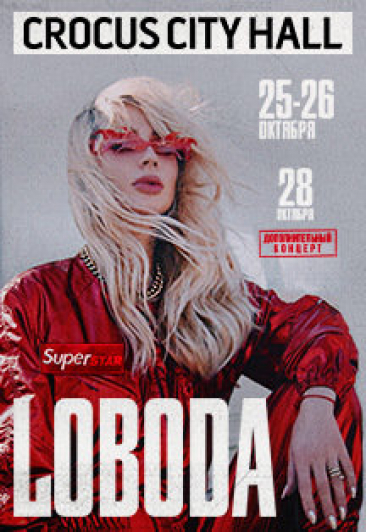 CROCUS CITY HALL
25-26
ОКТЯБРЯ
28
ОКТЯБРЯ
ДОПОЛНИТЕЛЬНЫЙ
КОНЦЕРТ
SuperSTAR
LOBODA